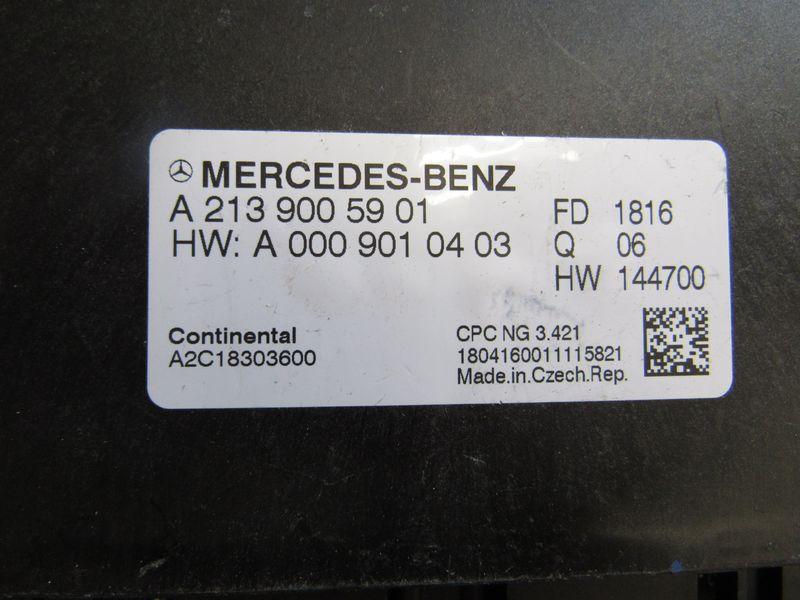 MERCEDES-BENZ
A 213 900 59 01
HW: A 000 901 04 03
FD 1816
Q 06
HW 144700
Continental
A2C18303600
CPC NG 3.421
1804160011115821
Made.in.Czech.Rep.